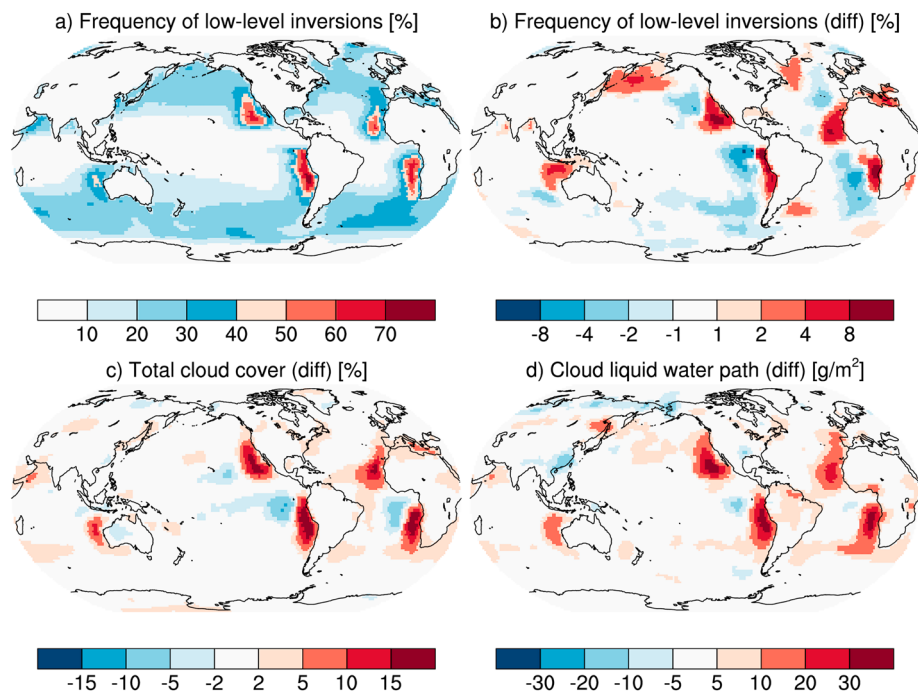 a) Frequency of low-level inversions [%]
b) Frequency of low-level inversions (diff) [%]
10 20 30 40 50 60 70
-8 -4 -2 -1 1 2 4 8
c) Total cloud cover (diff) [%]
d) Cloud liquid water path (diff) [g/m²]
-15 -10 -5 -2 2 5 10 15
-30 -20 -10 -5 5 10 20 30